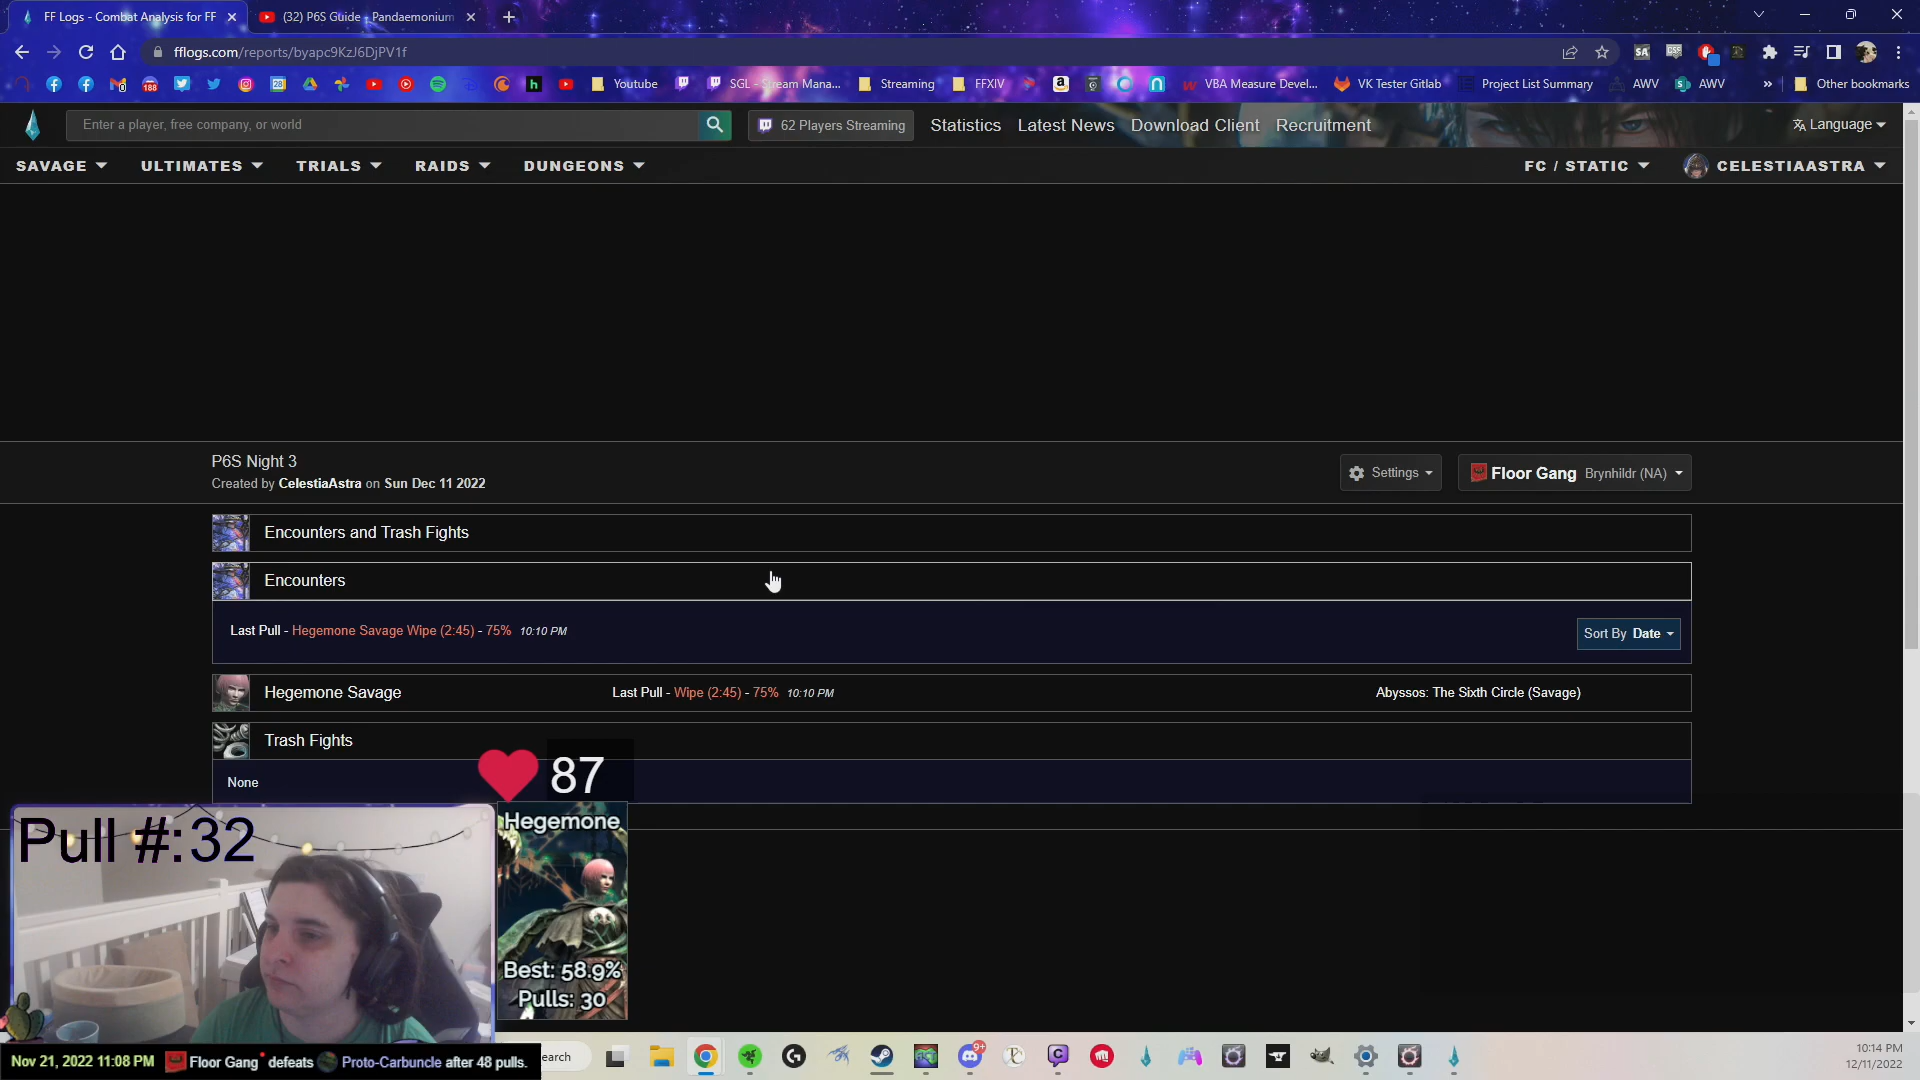 FF Logs - Combat Analysis for FF
(32) P6S Guide - Pandaemonium
fflogs.com/reports/byapc9KzJ6DjPV1f
Youtube
SGL - Stream Mana...
Streaming
FFXIV
VBA Measure Devel...
VK Tester Gitlab
Project List Summary
AWV
AWV
Other bookmarks
Enter a player, free company, or world
62 Players Streaming
Statistics
Latest News
Download Client
Recruitment
Language
SAVAGE
ULTIMATES
TRIALS
RAIDS
DUNGEONS
FC / STATIC
CELESTIAASTRA
P6S Night 3
Created by CelestiaAstra on Sun Dec 11 2022
Settings
Floor Gang Brynhildr (NA)
Encounters and Trash Fights
Encounters
Last Pull - Hegemone Savage Wipe (2:45) - 75% 10:10 PM
Sort By Date
Hegemone Savage
Last Pull - Wipe (2:45) - 75% 10:10 PM
Abyssos: The Sixth Circle (Savage)
Trash Fights
None
87
Pull #:32
Hegemone
Best: 58.9%
Pulls: 30
Nov 21, 2022 11:08 PM Floor Gang defeats Proto-Carbuncle after 48 pulls.
earch
9+
10:14 PM
12/11/2022